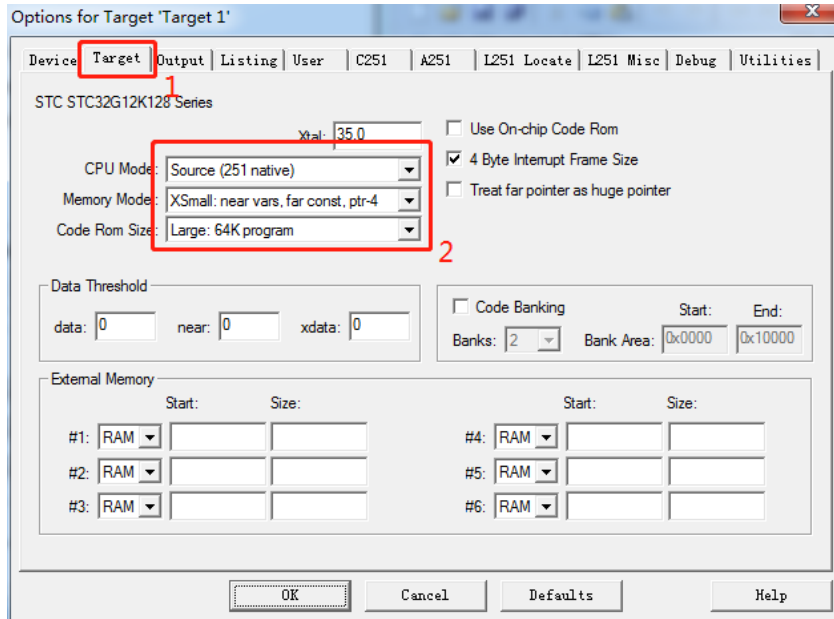 Options for Target 'Target 1'
Device Target Output Listing User C251 A251 L251 Locate L251 Misc Debug Utilities
1
STC STC32G12K128 Series
Xtal: 35.0
Use On-chip Code Rom
CPU Mode: Source (251 native)
4 Byte Interrupt Frame Size
Memory Model: XSmall: near vars, far const, ptr-4
Treat far pointer as huge pointer
Code Rom Size: Large: 64K program
2
Data Threshold
data: 0 near: 0 xdata: 0
Code Banking Start: End:
Banks: 2 Bank Area: 0x0000 0x10000
External Memory
Start: Size: Start: Size:
#1: RAM #4: RAM
#2: RAM #5: RAM
#3: RAM #6: RAM
OK Cancel Defaults Help